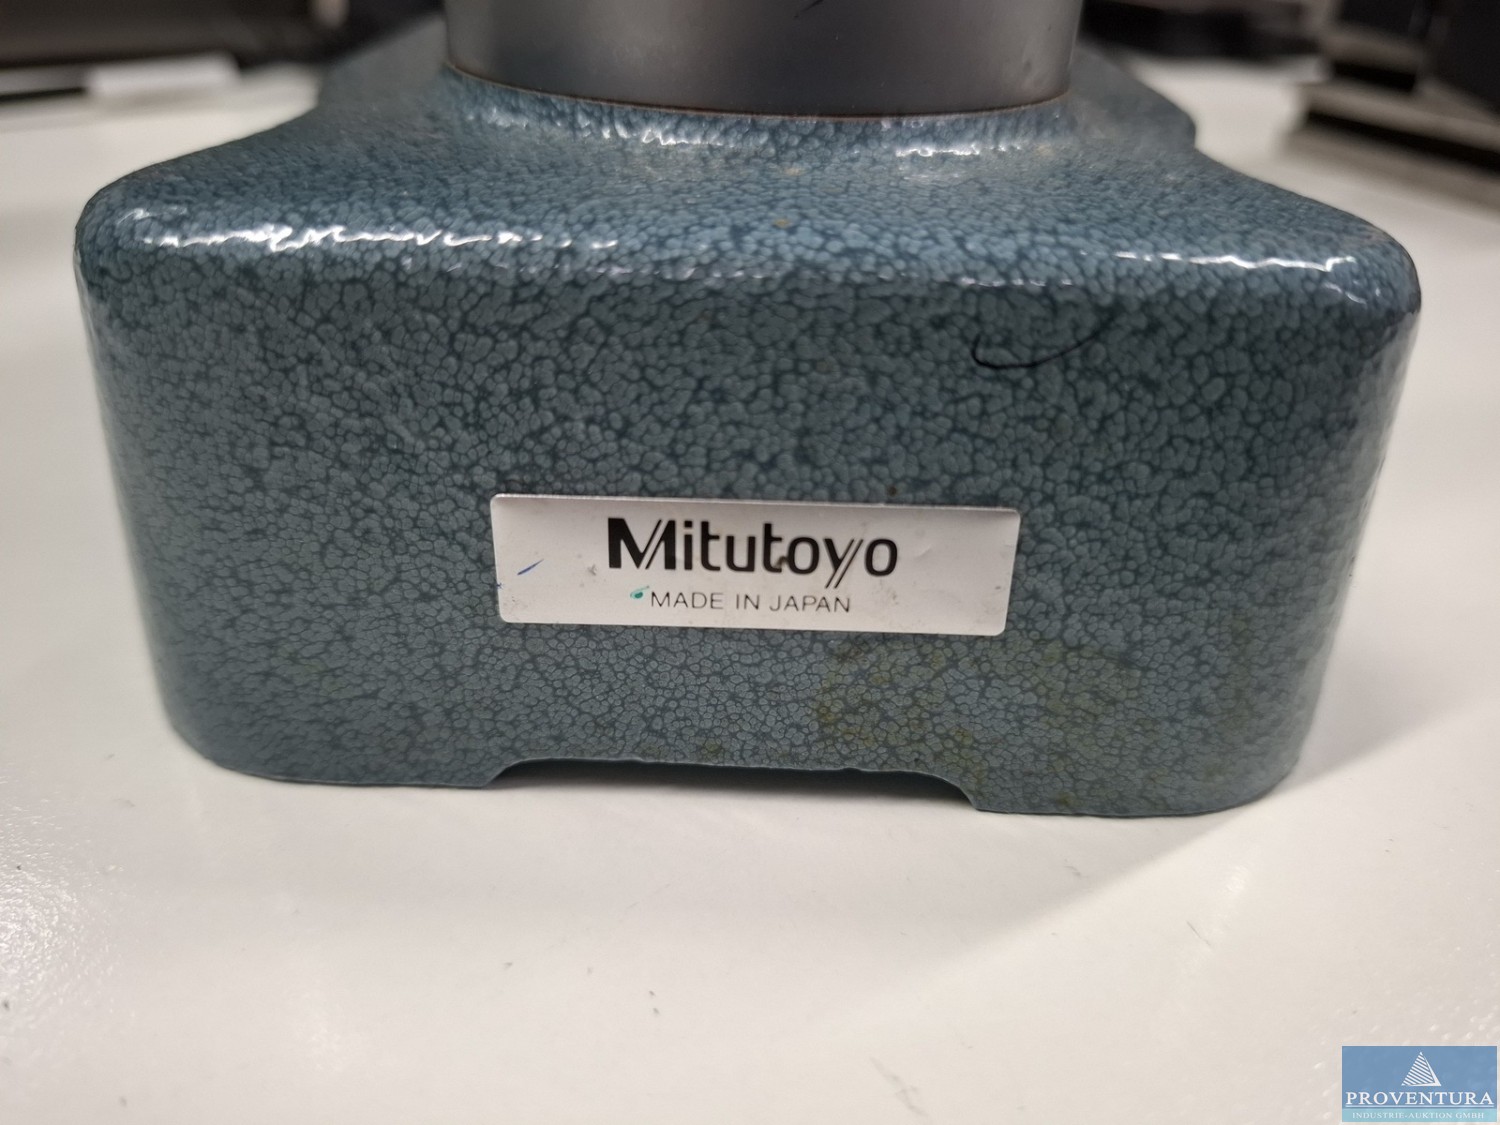 Mitutoyo
MADE IN JAPAN
PROVENTURA
INDUSTRIE-AUKTION GMBH